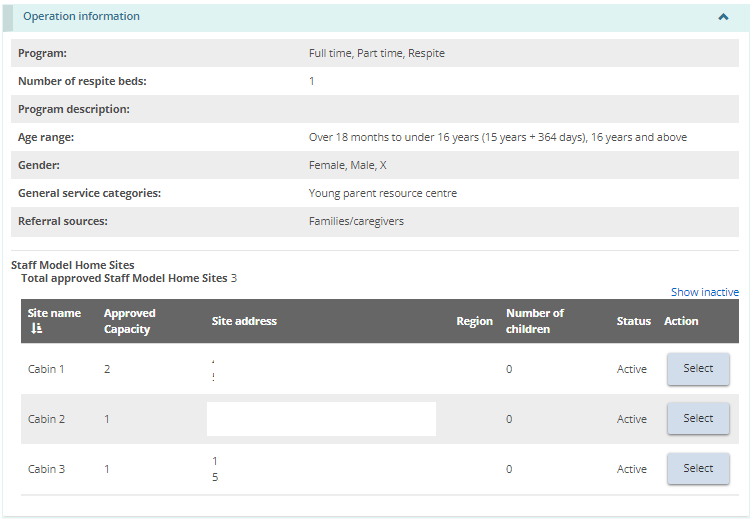 Operation information
Program: Full time, Part time, Respite
Number of respite beds: 1
Program description:
Age range: Over 18 months to under 16 years (15 years + 364 days), 16 years and above
Gender: Female, Male, X
General service categories: Young parent resource centre
Referral sources: Families/caregivers
Staff Model Home Sites
Total approved Staff Model Home Sites 3
Show inactive
Site name Approved Capacity Site address Region Number of children Status Action
Cabin 1 2 0 Active Select
Cabin 2 1 0 Active Select
Cabin 3 1 1 0 Active Select
5